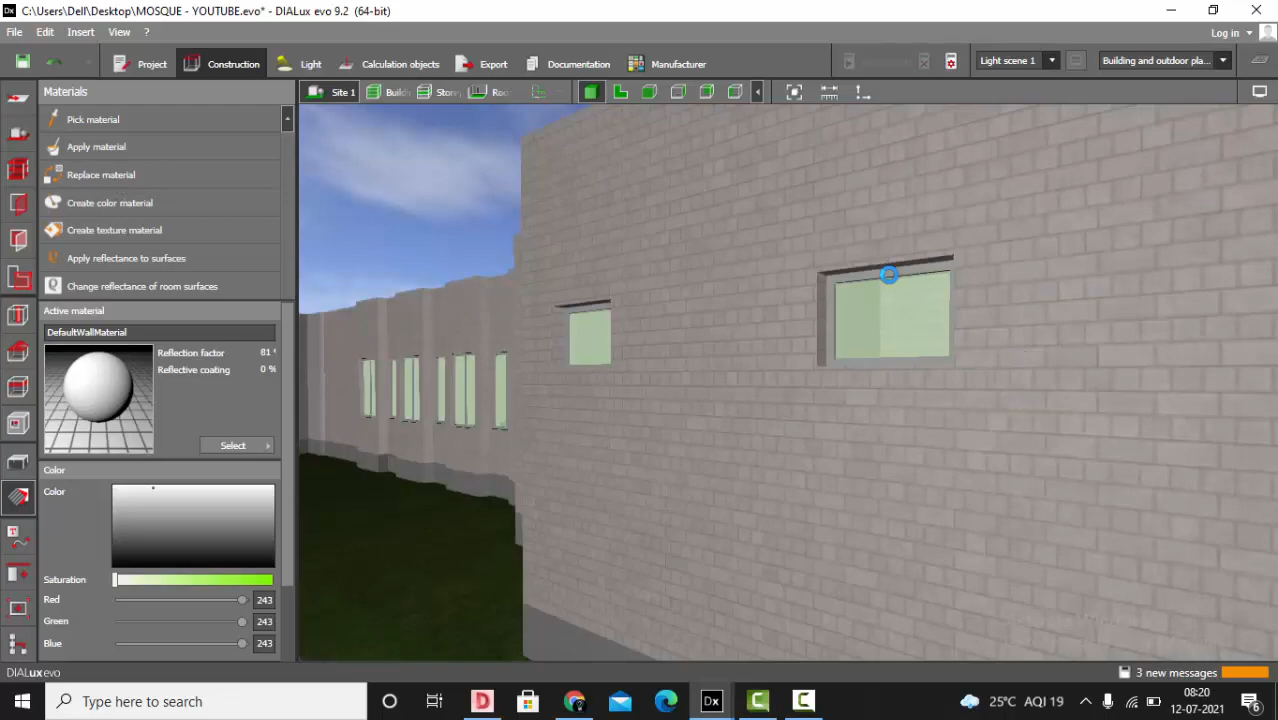 Dx C:\Users\Dell\Desktop\MOSQUE - YOUTUBE.evo* - DIALux evo 9.2 (64-bit)
File Edit Insert View ?
Log in
Project Construction Light Calculation objects Export Documentation Manufacturer
Light scene 1
Building and outdoor pla...
Materials
Site 1
Pick material
Apply material
Replace material
Create color material
Create texture material
Apply reflectance to surfaces
Change reflectance of room surfaces
Active material
DefaultWallMaterial
Reflection factor 81
Reflective coating 0 %
Select
Color
Color
Saturation
Red 243
Green 243
Blue 243
DIALux evo
3 new messages
Type here to search
Dx
25°C AQI 19
08:20
12-07-2021
6